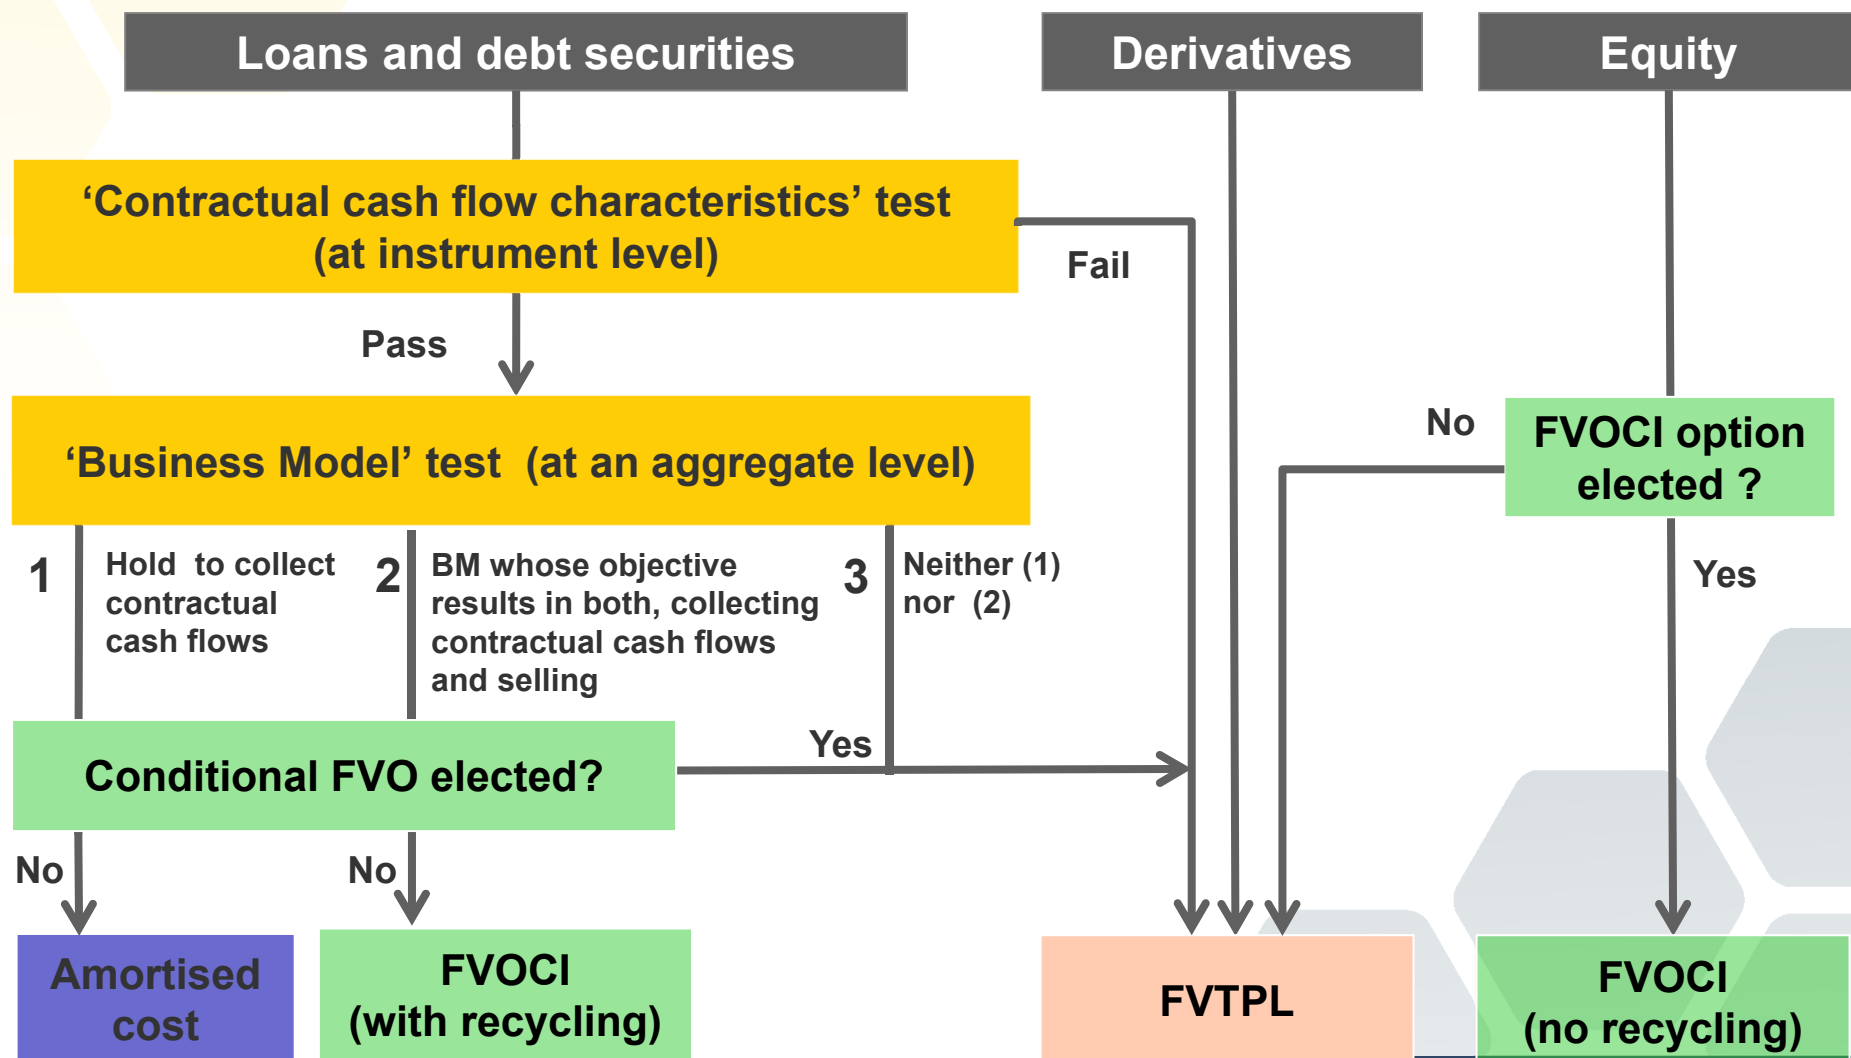 Loans and debt securities
Derivatives
Equity
‘Contractual cash flow characteristics’ test
(at instrument level)
Fail
Pass
‘Business Model’ test (at an aggregate level)
No
FVOCI option
elected ?
Yes
1
Hold to collect
contractual
cash flows
2
BM whose objective
results in both, collecting
contractual cash flows
and selling
3
Neither (1)
nor (2)
Conditional FVO elected?
Yes
No
No
Amortised
cost
FVOCI
(with recycling)
FVTPL
FVOCI
(no recycling)